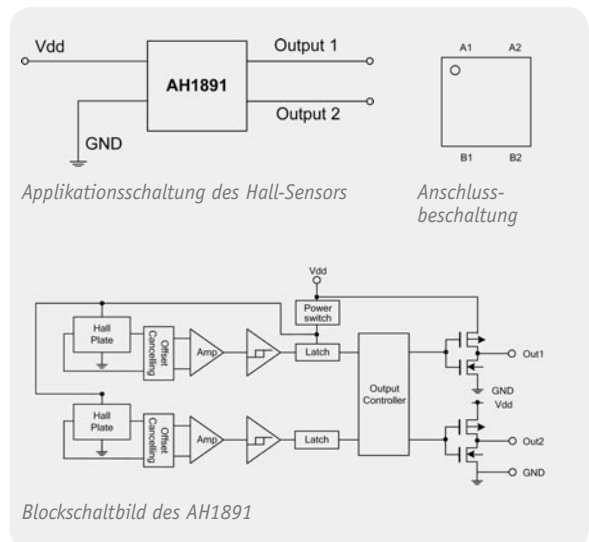 Vdd
Output 1
AH1891
Output 2
GND
Applikationsschaltung des Hall-Sensors
A1 A2
B1 B2
Anschluss-
beschaltung
Vdd
Power
switch
Hall
Plate
Offset
Cancelling
Amp
Latch
Output
Controller
Out1
GND
Vdd
Hall
Plate
Offset
Cancelling
Amp
Latch
Out2
GND
Blockschaltbild des AH1891